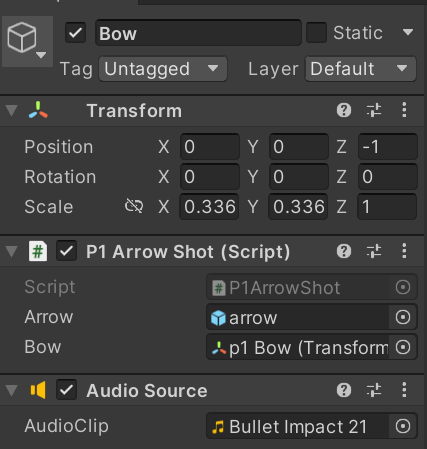 Bow Static
Tag Untagged Layer Default
Transform
Position X 0 Y 0 Z -1
Rotation X 0 Y 0 Z 0
Scale X 0.336 Y 0.336 Z 1
# P1 Arrow Shot (Script)
Script # P1ArrowShot
Arrow arrow
Bow p1 Bow (Transform
Audio Source
AudioClip Bullet Impact 21